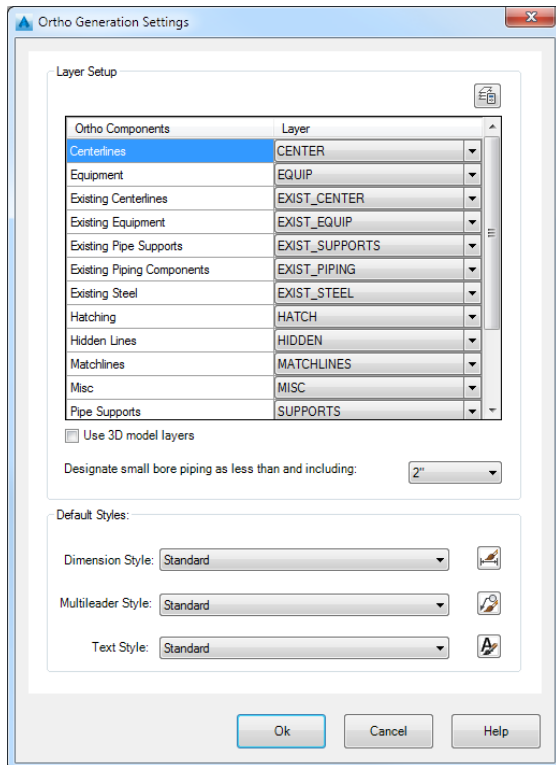 Ortho Generation Settings
Layer Setup
Ortho Components Layer
Centerlines CENTER
Equipment EQUIP
Existing Centerlines EXIST_CENTER
Existing Equipment EXIST_EQUIP
Existing Pipe Supports EXIST_SUPPORTS
Existing Piping Components EXIST_PIPING
Existing Steel EXIST_STEEL
Hatching HATCH
Hidden Lines HIDDEN
Matchlines MATCHLINES
Misc MISC
Pipe Supports SUPPORTS
Use 3D model layers
Designate small bore piping as less than and including: 2"
Default Styles:
Dimension Style: Standard
Multileader Style: Standard
Text Style: Standard
Ok Cancel Help